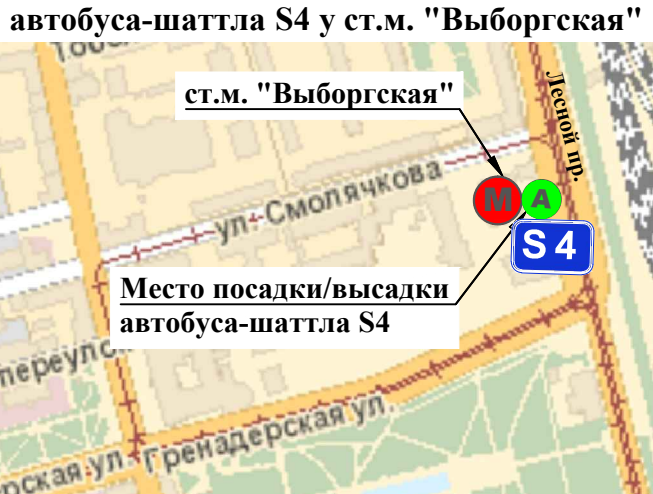 автобуса-шаттла S4 у ст.м. "Выборгская"
ст.м. "Выборгская"
Лесной пр.
ул. Смолячкова
М
А
S 4
Место посадки/высадки
автобуса-шаттла S4
Гренадерская ул.